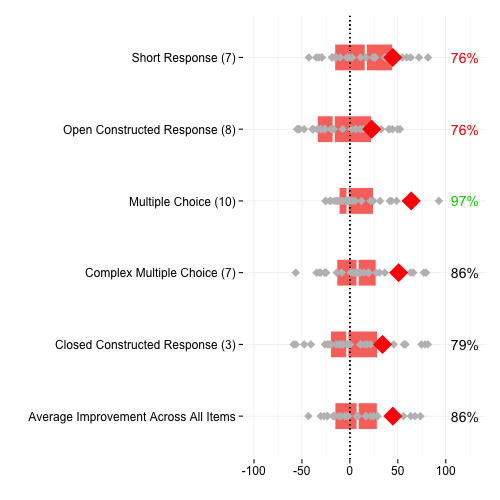 Short Response (7) 76%
Open Constructed Response (8) 76%
Multiple Choice (10) 97%
Complex Multiple Choice (7) 86%
Closed Constructed Response (3) 79%
Average Improvement Across All Items 86%
-100 -50 0 50 100